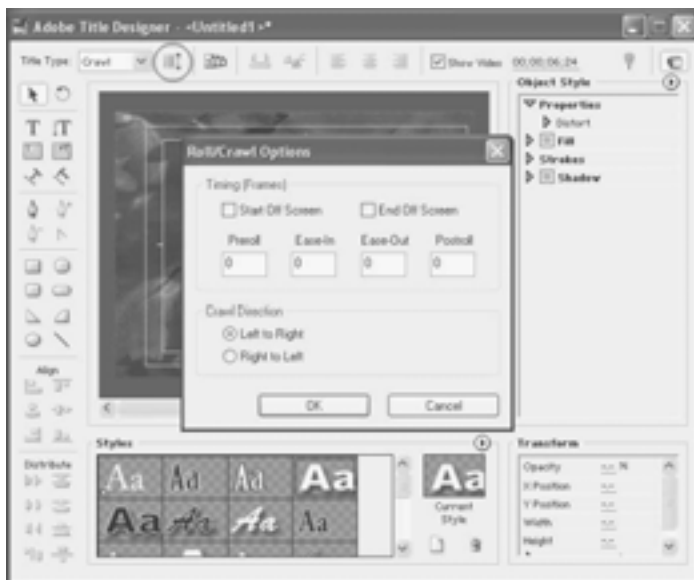 Adobe Title Designer - <Untitled1>*
Title Type: Crawl
Show Video 00;00;06;24
Object Style
Properties
Distort
Fill
Strokes
Shadow
T T
Roll/Crawl Options
Timing (Frames)
Start Off Screen End Off Screen
Preroll Ease-In Ease-Out Postroll
0 0 0 0
Crawl Direction
Left to Right
Right to Left
OK Cancel
Align
Distribute
Styles
Aa Ad Ad Aa
Aa Aa Aa Aa
Aa
Current
Style
Transform
Opacity %
X Position
Y Position
Width
Height